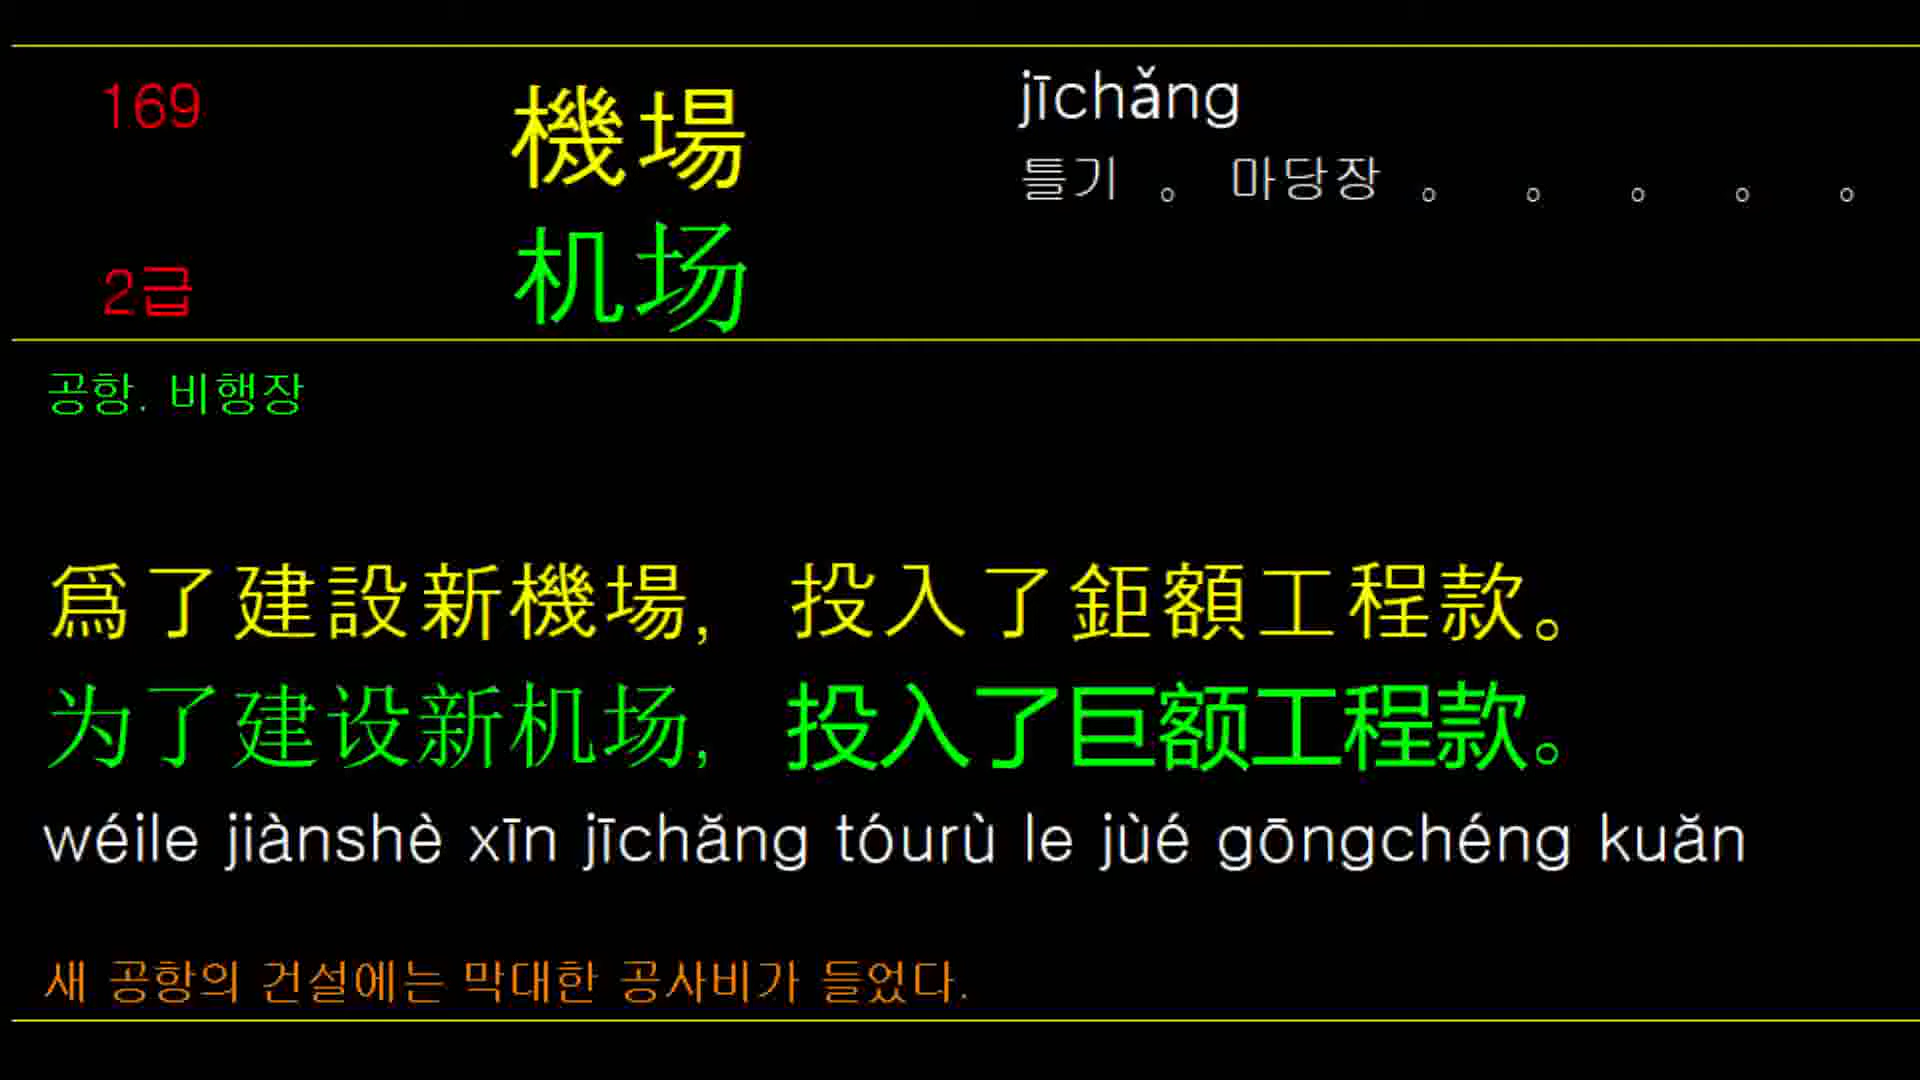 169
機場
jīchǎng
틀기 。 마당장 。 。 。 。 。
机场
2급
공항. 비행장
爲了建設新機場, 投入了鉅額工程款。
为了建设新机场, 投入了巨额工程款。
wéile jiànshè xīn jīchăng tóurù le jùé gōngchéng kuăn
새 공항의 건설에는 막대한 공사비가 들었다.